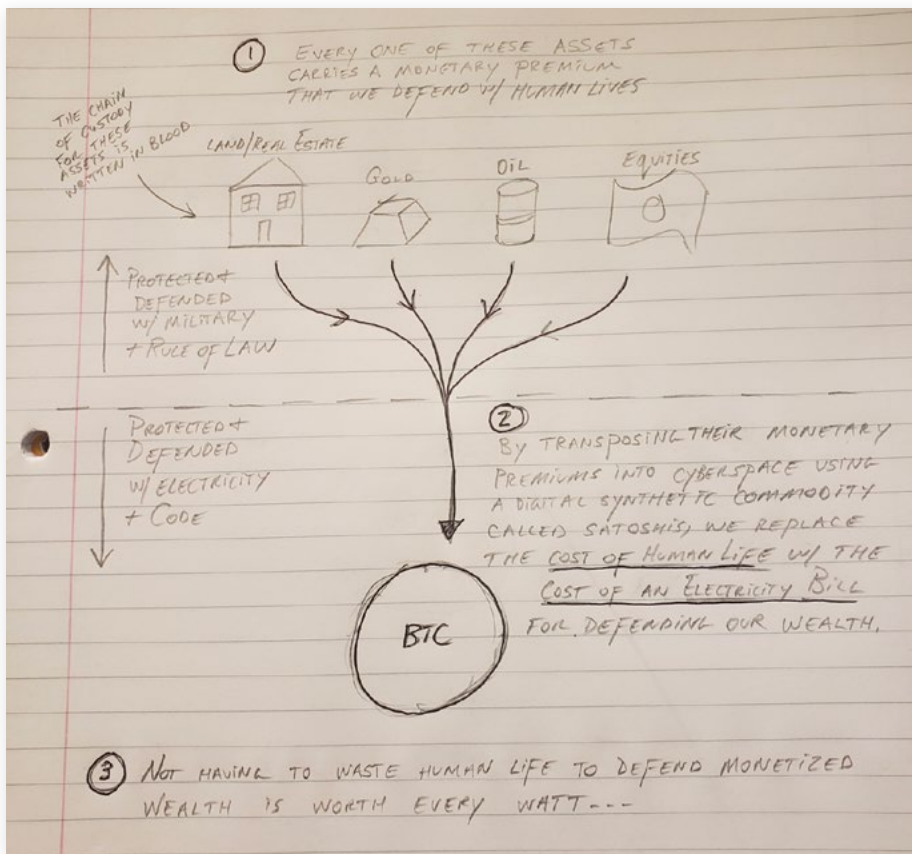 ① EVERY ONE OF THESE ASSETS
CARRIES A MONETARY PREMIUM
THAT WE DEFEND W/ HUMAN LIVES
THE CHAIN
OF CUSTODY
FOR THESE
ASSETS IS
WRITTEN IN BLOOD
LAND/REAL ESTATE
GOLD
OIL
EQUITIES
PROTECTED +
DEFENDED
W/ MILITARY
+ RULE OF LAW
PROTECTED +
DEFENDED
W/ ELECTRICITY
+ CODE
②
BY TRANSPOSING THEIR MONETARY
PREMIUMS INTO CYBERSPACE USING
A DIGITAL SYNTHETIC COMMODITY
CALLED SATOSHIS, WE REPLACE
THE COST OF HUMAN LIFE W/ THE
COST OF AN ELECTRICITY BILL
FOR DEFENDING OUR WEALTH.
BTC
③ NOT HAVING TO WASTE HUMAN LIFE TO DEFEND MONETIZED
WEALTH IS WORTH EVERY WATT---